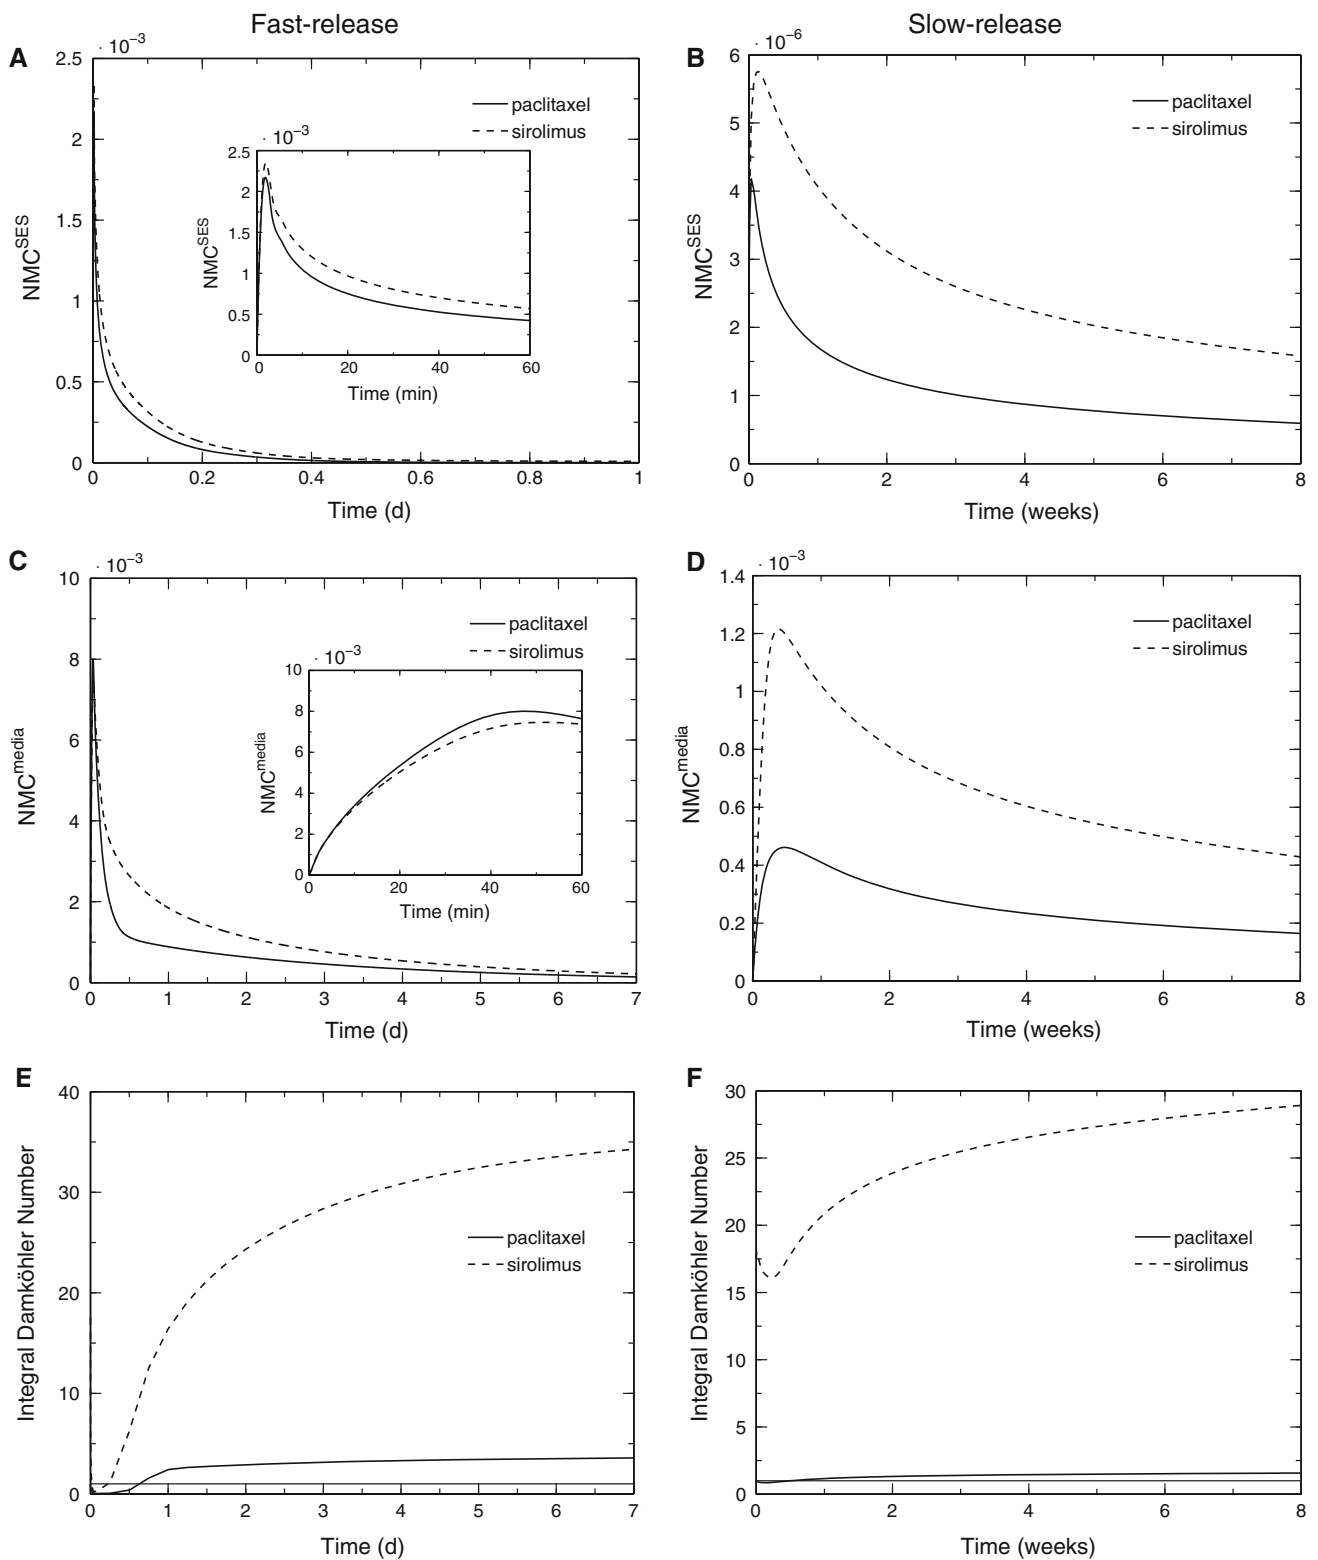 Fast-release
Slow-release
A
· 10⁻³
2.5
2
1.5
1
0.5
0
NMC^SES
0 0.2 0.4 0.6 0.8 1
Time (d)
paclitaxel
sirolimus
· 10⁻³
2.5
2
1.5
1
0.5
0
NMC^SES
0 20 40 60
Time (min)
B
· 10⁻⁶
6
5
4
3
2
1
0
NMC^SES
paclitaxel
sirolimus
0 2 4 6 8
Time (weeks)
C
· 10⁻³
10
8
6
4
2
0
NMC^media
paclitaxel
sirolimus
· 10⁻³
10
8
6
4
2
0
NMC^media
0 20 40 60
Time (min)
0 1 2 3 4 5 6 7
Time (d)
D
· 10⁻³
1.4
1.2
1
0.8
0.6
0.4
0.2
0
NMC^media
paclitaxel
sirolimus
0 2 4 6 8
Time (weeks)
E
40
30
20
10
0
Integral Damköhler Number
paclitaxel
sirolimus
0 1 2 3 4 5 6 7
Time (d)
F
30
25
20
15
10
5
0
Integral Damköhler Number
paclitaxel
sirolimus
0 2 4 6 8
Time (weeks)